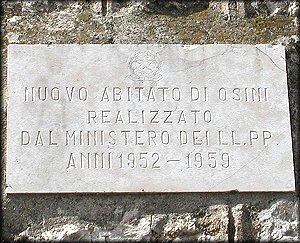 NUOVO ABITATO DI OSINI
REALIZZATO
DAL MINISTERO DEI LL.PP.
ANNI 1952-1959